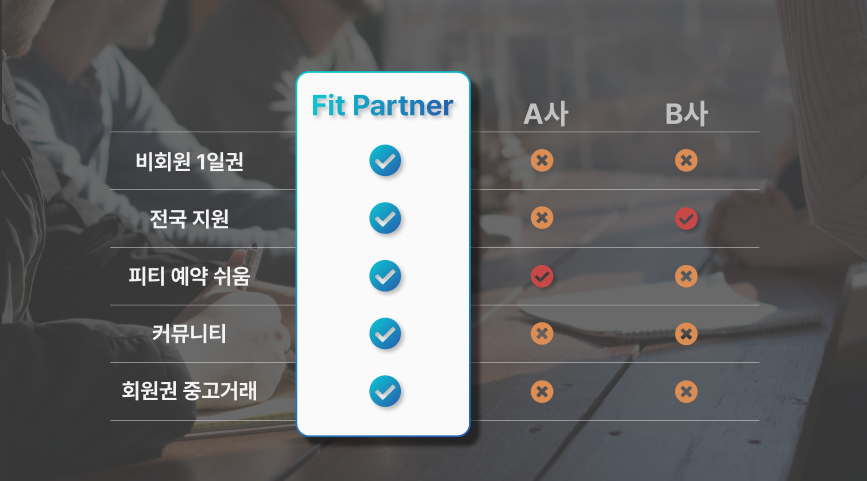 Fit Partner
A사 B사
비회원 1일권
전국 지원
피티 예약 쉬움
커뮤니티
회원권 중고거래